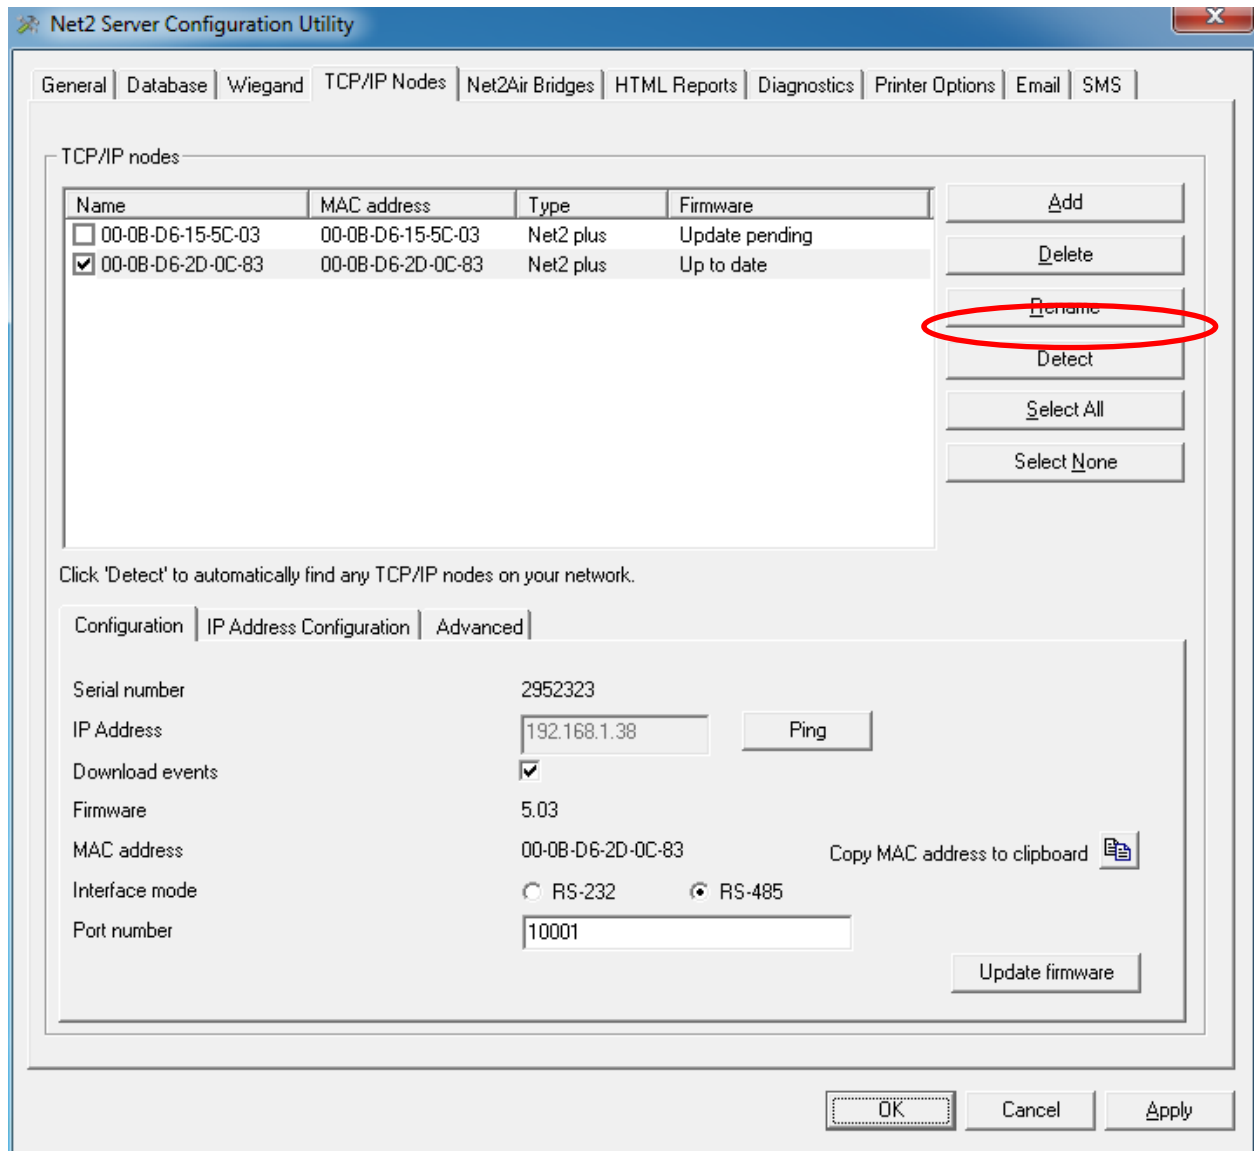 Net2 Server Configuration Utility
General Database Wiegand TCP/IP Nodes Net2Air Bridges HTML Reports Diagnostics Printer Options Email SMS
TCP/IP nodes
Name MAC address Type Firmware
00-0B-D6-15-5C-03 00-0B-D6-15-5C-03 Net2 plus Update pending
00-0B-D6-2D-0C-83 00-0B-D6-2D-0C-83 Net2 plus Up to date
Add
Delete
Rename
Detect
Select All
Select None
Click 'Detect' to automatically find any TCP/IP nodes on your network.
Configuration IP Address Configuration Advanced
Serial number 2952323
IP Address 192.168.1.38 Ping
Download events
Firmware 5.03
MAC address 00-0B-D6-2D-0C-83 Copy MAC address to clipboard
Interface mode RS-232 RS-485
Port number 10001
Update firmware
OK Cancel Apply